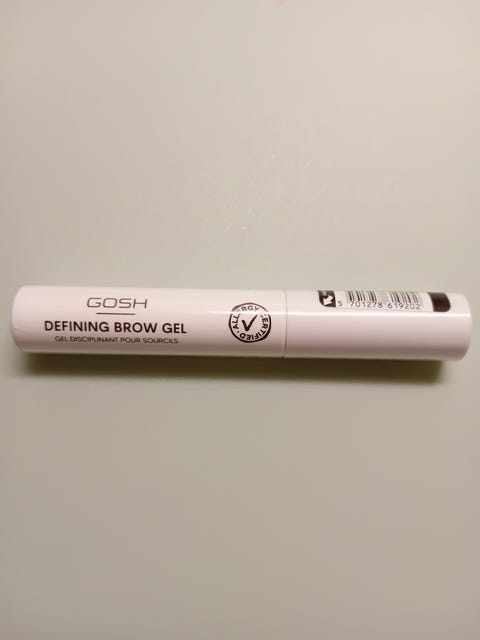 GOSH
DEFINING BROW GEL
GEL DISCIPLINANT POUR SOURCILS
ALLERGY CERTIFIED
5 701278 619202